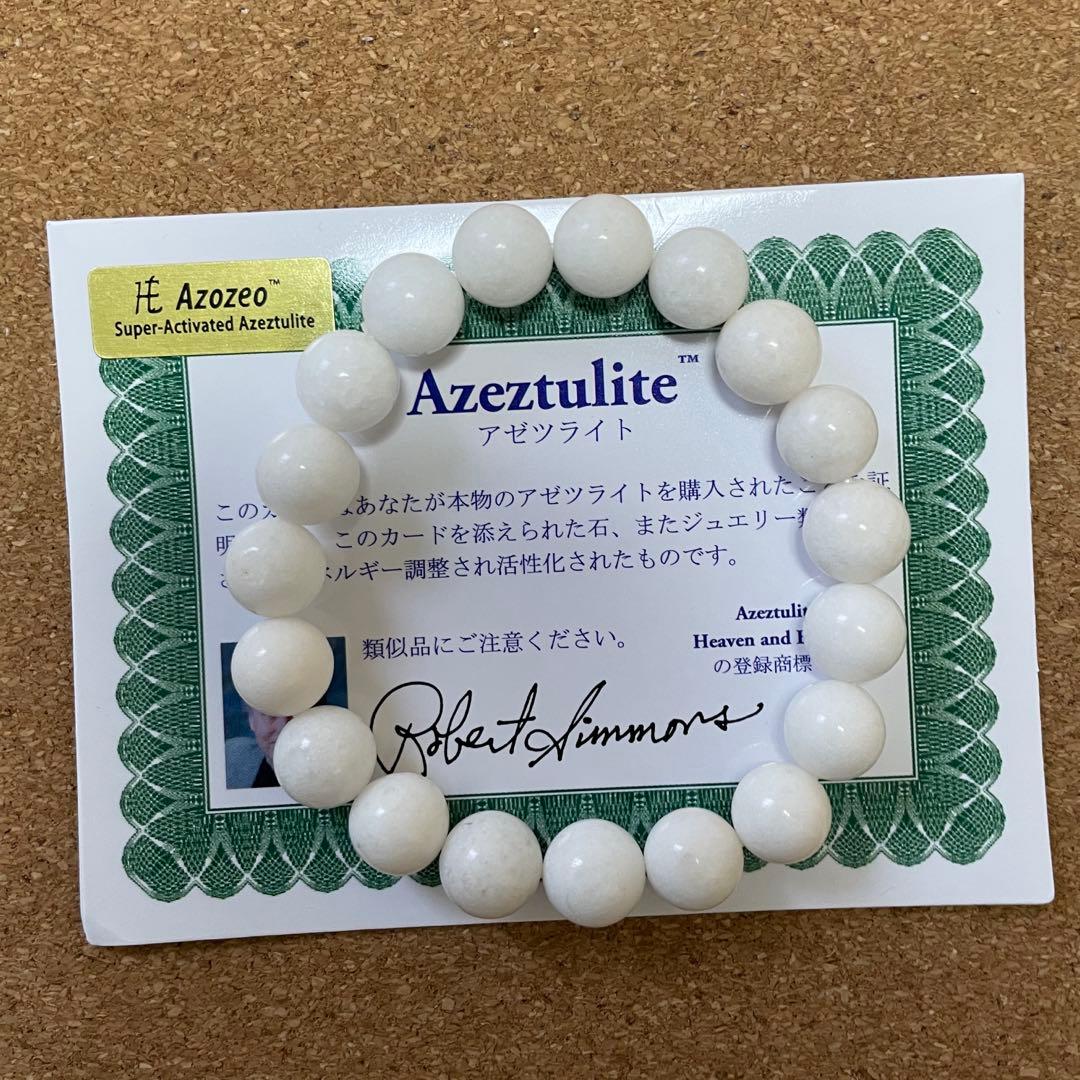 HE Azozeo™
Super-Activated Azeztulite
Azeztulite™
アゼツライト
この はあなたが本物のアゼツライトを購入されたこ 証
明 このカードを添えられた石、またジュエリー
ネルギー調整され活性化されたものです。
Azeztulit
類似品にご注意ください。
Heaven and
の登録商標
Robert Simmons